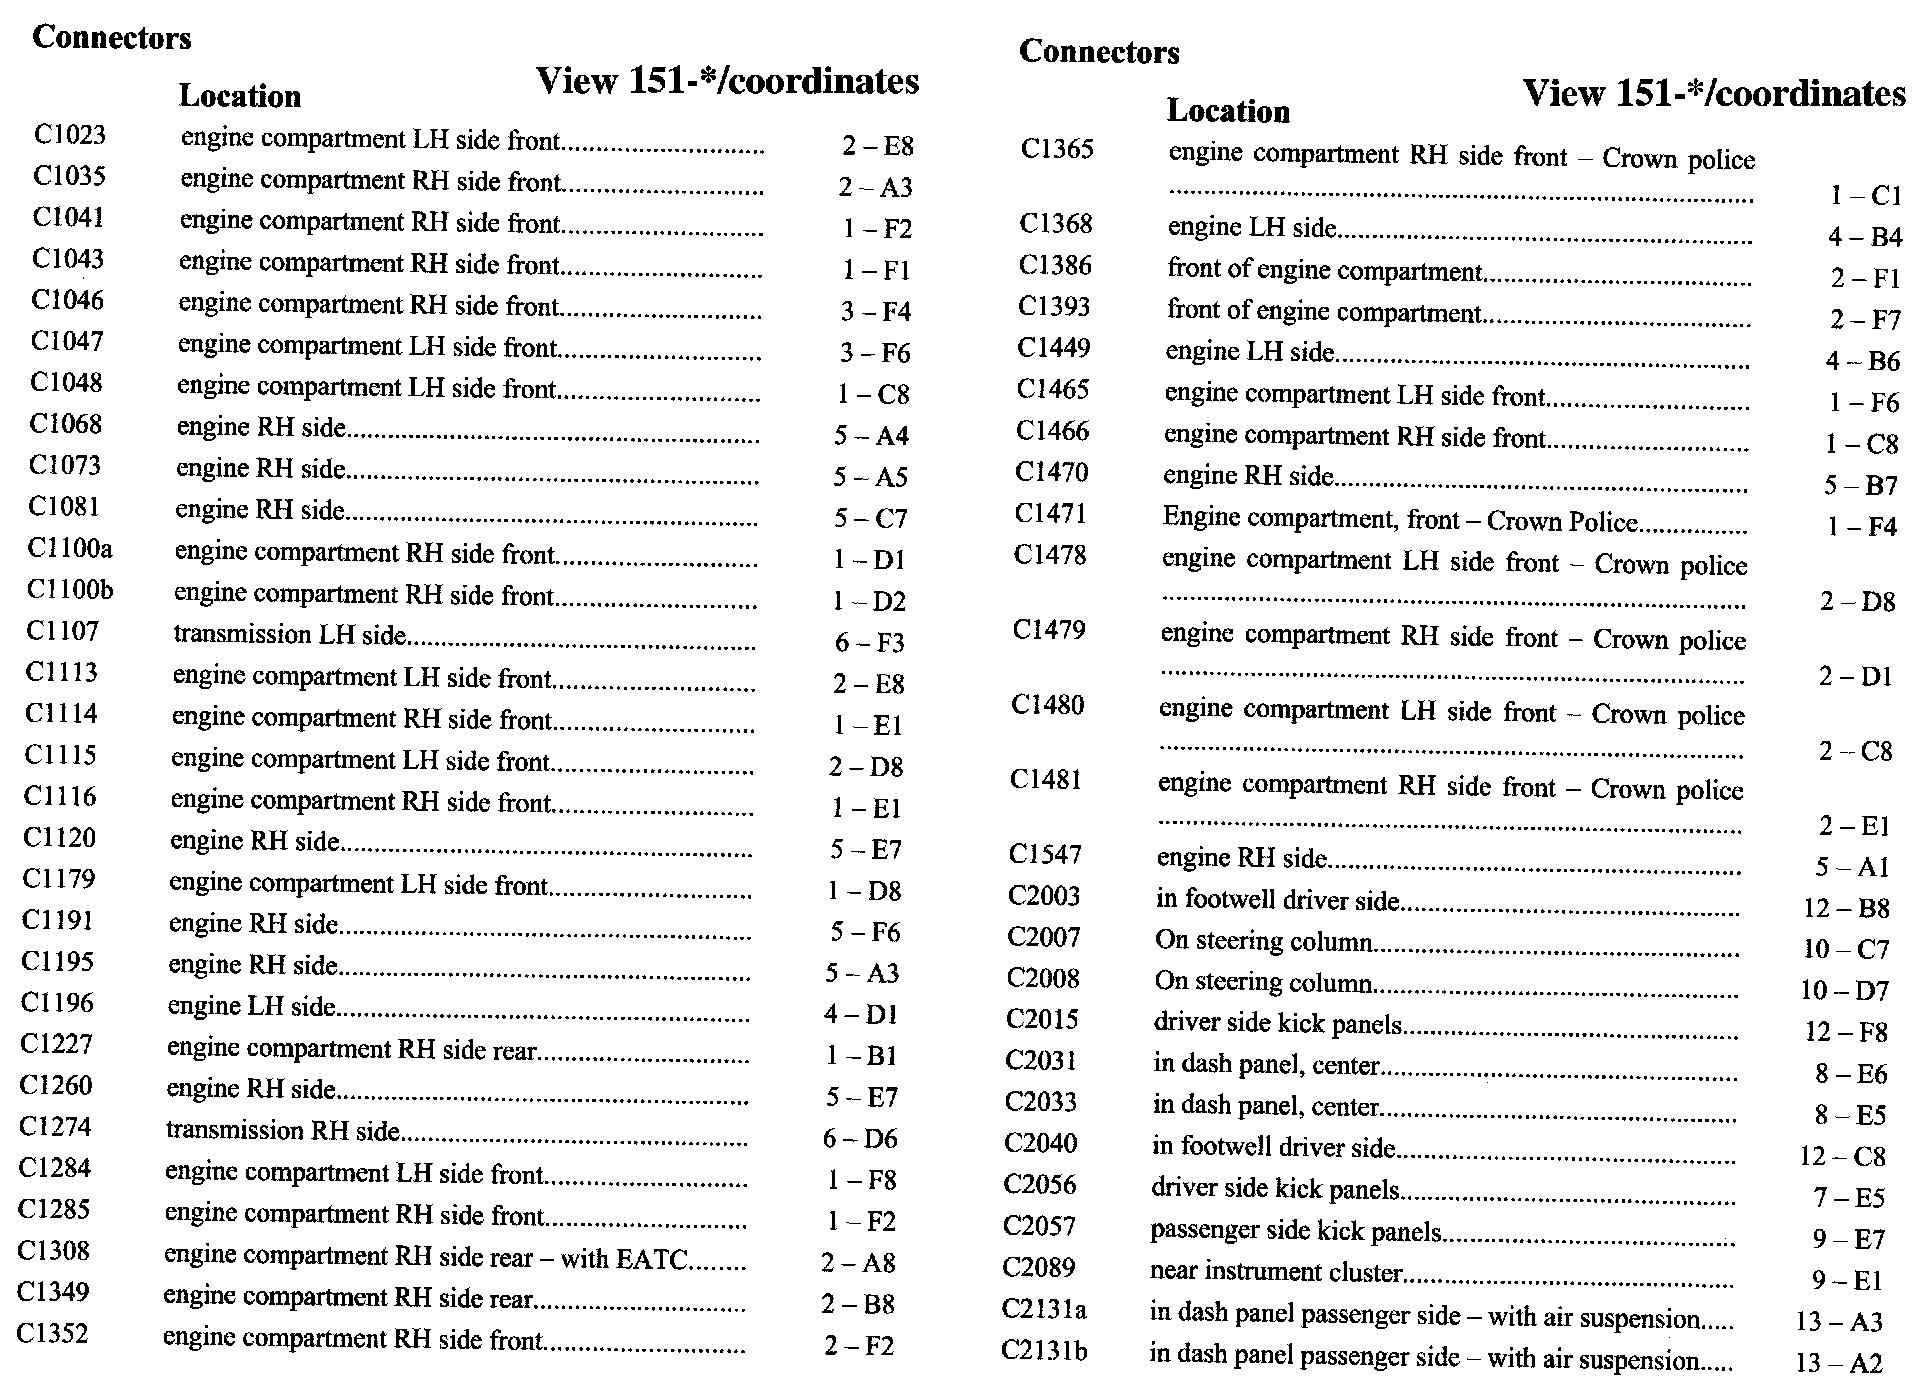 Connectors
Location View 151-*/coordinates
C1023 engine compartment LH side front............................ 2 – E8
C1035 engine compartment RH side front............................ 2 – A3
C1041 engine compartment RH side front............................ 1 – F2
C1043 engine compartment RH side front............................ 1 – F1
C1046 engine compartment RH side front............................ 3 – F4
C1047 engine compartment LH side front............................ 3 – F6
C1048 engine compartment LH side front............................ 1 – C8
C1068 engine RH side............................ 5 – A4
C1073 engine RH side............................ 5 – A5
C1081 engine RH side............................ 5 – C7
C1100a engine compartment RH side front............................ 1 – D1
C1100b engine compartment RH side front............................ 1 – D2
C1107 transmission LH side............................ 6 – F3
C1113 engine compartment LH side front............................ 2 – E8
C1114 engine compartment RH side front............................ 1 – E1
C1115 engine compartment LH side front............................ 2 – D8
C1116 engine compartment RH side front............................ 1 – E1
C1120 engine RH side............................ 5 – E7
C1179 engine compartment LH side front............................ 1 – D8
C1191 engine RH side............................ 5 – F6
C1195 engine RH side............................ 5 – A3
C1196 engine LH side............................ 4 – D1
C1227 engine compartment RH side rear............................ 1 – B1
C1260 engine RH side............................ 5 – E7
C1274 transmission RH side............................ 6 – D6
C1284 engine compartment LH side front............................ 1 – F8
C1285 engine compartment RH side front............................ 1 – F2
C1308 engine compartment RH side rear – with EATC........ 2 – A8
C1349 engine compartment RH side rear............................ 2 – B8
C1352 engine compartment RH side front............................ 2 – F2
Connectors
Location View 151-*/coordinates
C1365 engine compartment RH side front – Crown police
............................ 1 – C1
C1368 engine LH side............................ 4 – B4
C1386 front of engine compartment............................ 2 – F1
C1393 front of engine compartment............................ 2 – F7
C1449 engine LH side............................ 4 – B6
C1465 engine compartment LH side front............................ 1 – F6
C1466 engine compartment RH side front............................ 1 – C8
C1470 engine RH side............................ 5 – B7
C1471 Engine compartment, front – Crown Police.............. 1 – F4
C1478 engine compartment LH side front – Crown police
............................ 2 – D8
C1479 engine compartment RH side front – Crown police
............................ 2 – D1
C1480 engine compartment LH side front – Crown police
............................ 2 – C8
C1481 engine compartment RH side front – Crown police
............................ 2 – E1
C1547 engine RH side............................ 5 – A1
C2003 in footwell driver side............................ 12 – B8
C2007 On steering column............................ 10 – C7
C2008 On steering column............................ 10 – D7
C2015 driver side kick panels............................ 12 – F8
C2031 in dash panel, center............................ 8 – E6
C2033 in dash panel, center............................ 8 – E5
C2040 in footwell driver side............................ 12 – C8
C2056 driver side kick panels............................ 7 – E5
C2057 passenger side kick panels............................ 9 – E7
C2089 near instrument cluster............................ 9 – E1
C2131a in dash panel passenger side – with air suspension..... 13 – A3
C2131b in dash panel passenger side – with air suspension..... 13 – A2